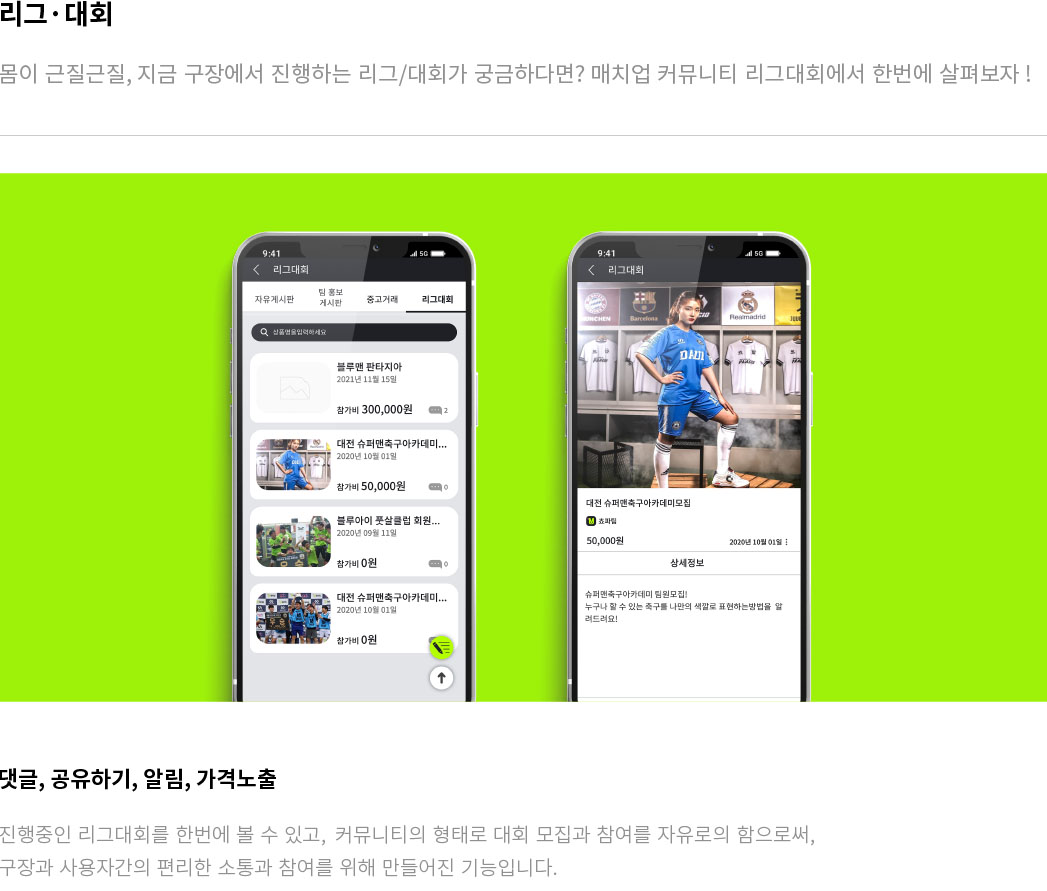 리그·대회
몸이 근질근질, 지금 구장에서 진행하는 리그/대회가 궁금하다면? 매치업 커뮤니티 리그대회에서 한번에 살펴보자 !
9:41
5G
리그대회
자유게시판
팀 홍보
게시판
중고거래
리그대회
상품명을입력하세요
블루맨 판타지아
2021년 11월 15일
참가비 300,000원
2
대전 슈퍼맨축구아카데미...
2020년 10월 01일
참가비 50,000원
0
블루아이 풋살클럽 회원...
2020년 09월 11일
참가비 0원
0
대전 슈퍼맨축구아카데미...
2020년 10월 01일
참가비 0원
9:41
5G
리그대회
Barcelona
Realmadrid
대전 슈퍼맨축구아카데미모집
쵸파팀
50,000원
2020년 10월 01일
상세정보
슈퍼맨축구아카데미 팀원모집!
누구나 할 수 있는 축구를 나만의 색깔로 표현하는방법을 알
려드려요!
댓글, 공유하기, 알림, 가격노출
진행중인 리그대회를 한번에 볼 수 있고, 커뮤니티의 형태로 대회 모집과 참여를 자유로의 함으로써,
구장과 사용자간의 편리한 소통과 참여를 위해 만들어진 기능입니다.